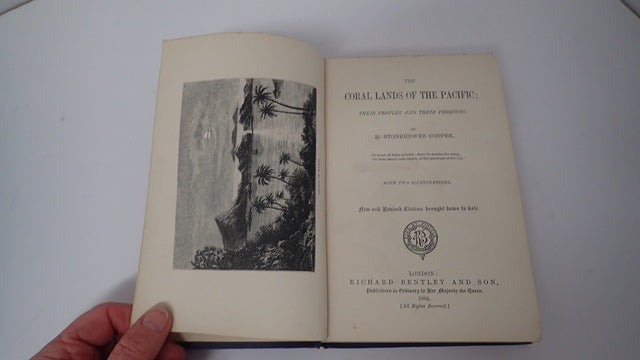 THE
CORAL LANDS OF THE PACIFIC;
THEIR PEOPLES AND THEIR PRODUCTS.
BY
H. STONEHEWER COOPER.
WITH TWO ILLUSTRATIONS.
New and Revised Edition brought down to date.
LONDON:
RICHARD BENTLEY AND SON,
Publishers in Ordinary to Her Majesty the Queen.
1882.
[All Rights Reserved.]